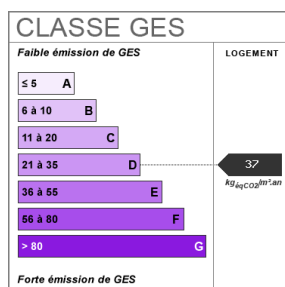 CLASSE GES
Faible émission de GES
LOGEMENT
≤ 5 A
6 à 10 B
11 à 20 C
21 à 35 D
37
kgéqCO2/m².an
36 à 55 E
56 à 80 F
> 80 G
Forte émission de GES